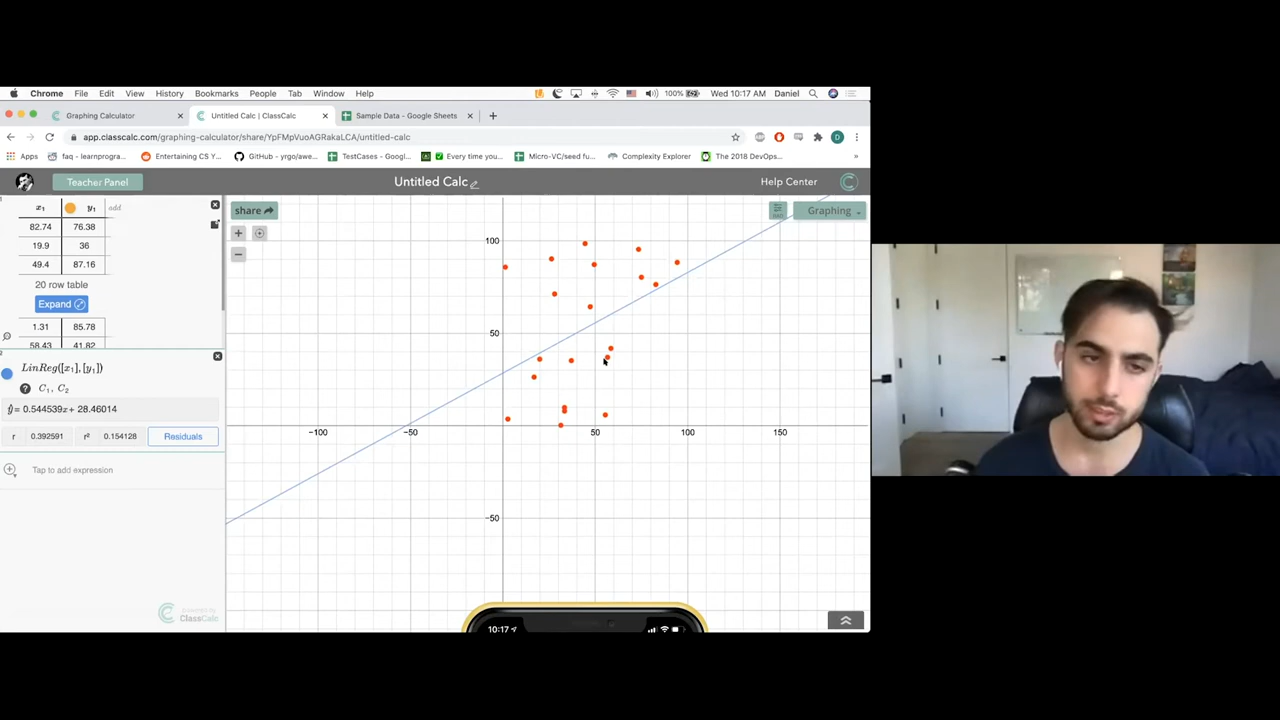 Chrome File Edit View History Bookmarks People Tab Window Help 100% Wed 10:17 AM Daniel
Graphing Calculator × Untitled Calc | ClassCalc × Sample Data - Google Sheets × +
app.classcalc.com/graphing-calculator/share/YpFMpVuoAGRakaLCA/untitled-calc D
Apps faq - learnprogra... Entertaining CS Y... GitHub - yrgo/awe... TestCases - Googl... Every time you... Micro-VC/seed fu... Complexity Explorer The 2018 DevOps... »
Teacher Panel Untitled Calc Help Center
x₁ y₁ add
share
Graphing
82.74 76.38
19.9 36
49.4 87.16
20 row table
Expand
1.31 85.78
58.43 41.82
2
LinReg([x₁],[y₁])
? C₁, C₂
ŷ= 0.544539x+ 28.46014
r 0.392591 r² 0.154128 Residuals
Tap to add expression
100
50
−100 −50 50 100 150
−50
POWERED BY
ClassCalc
10:17